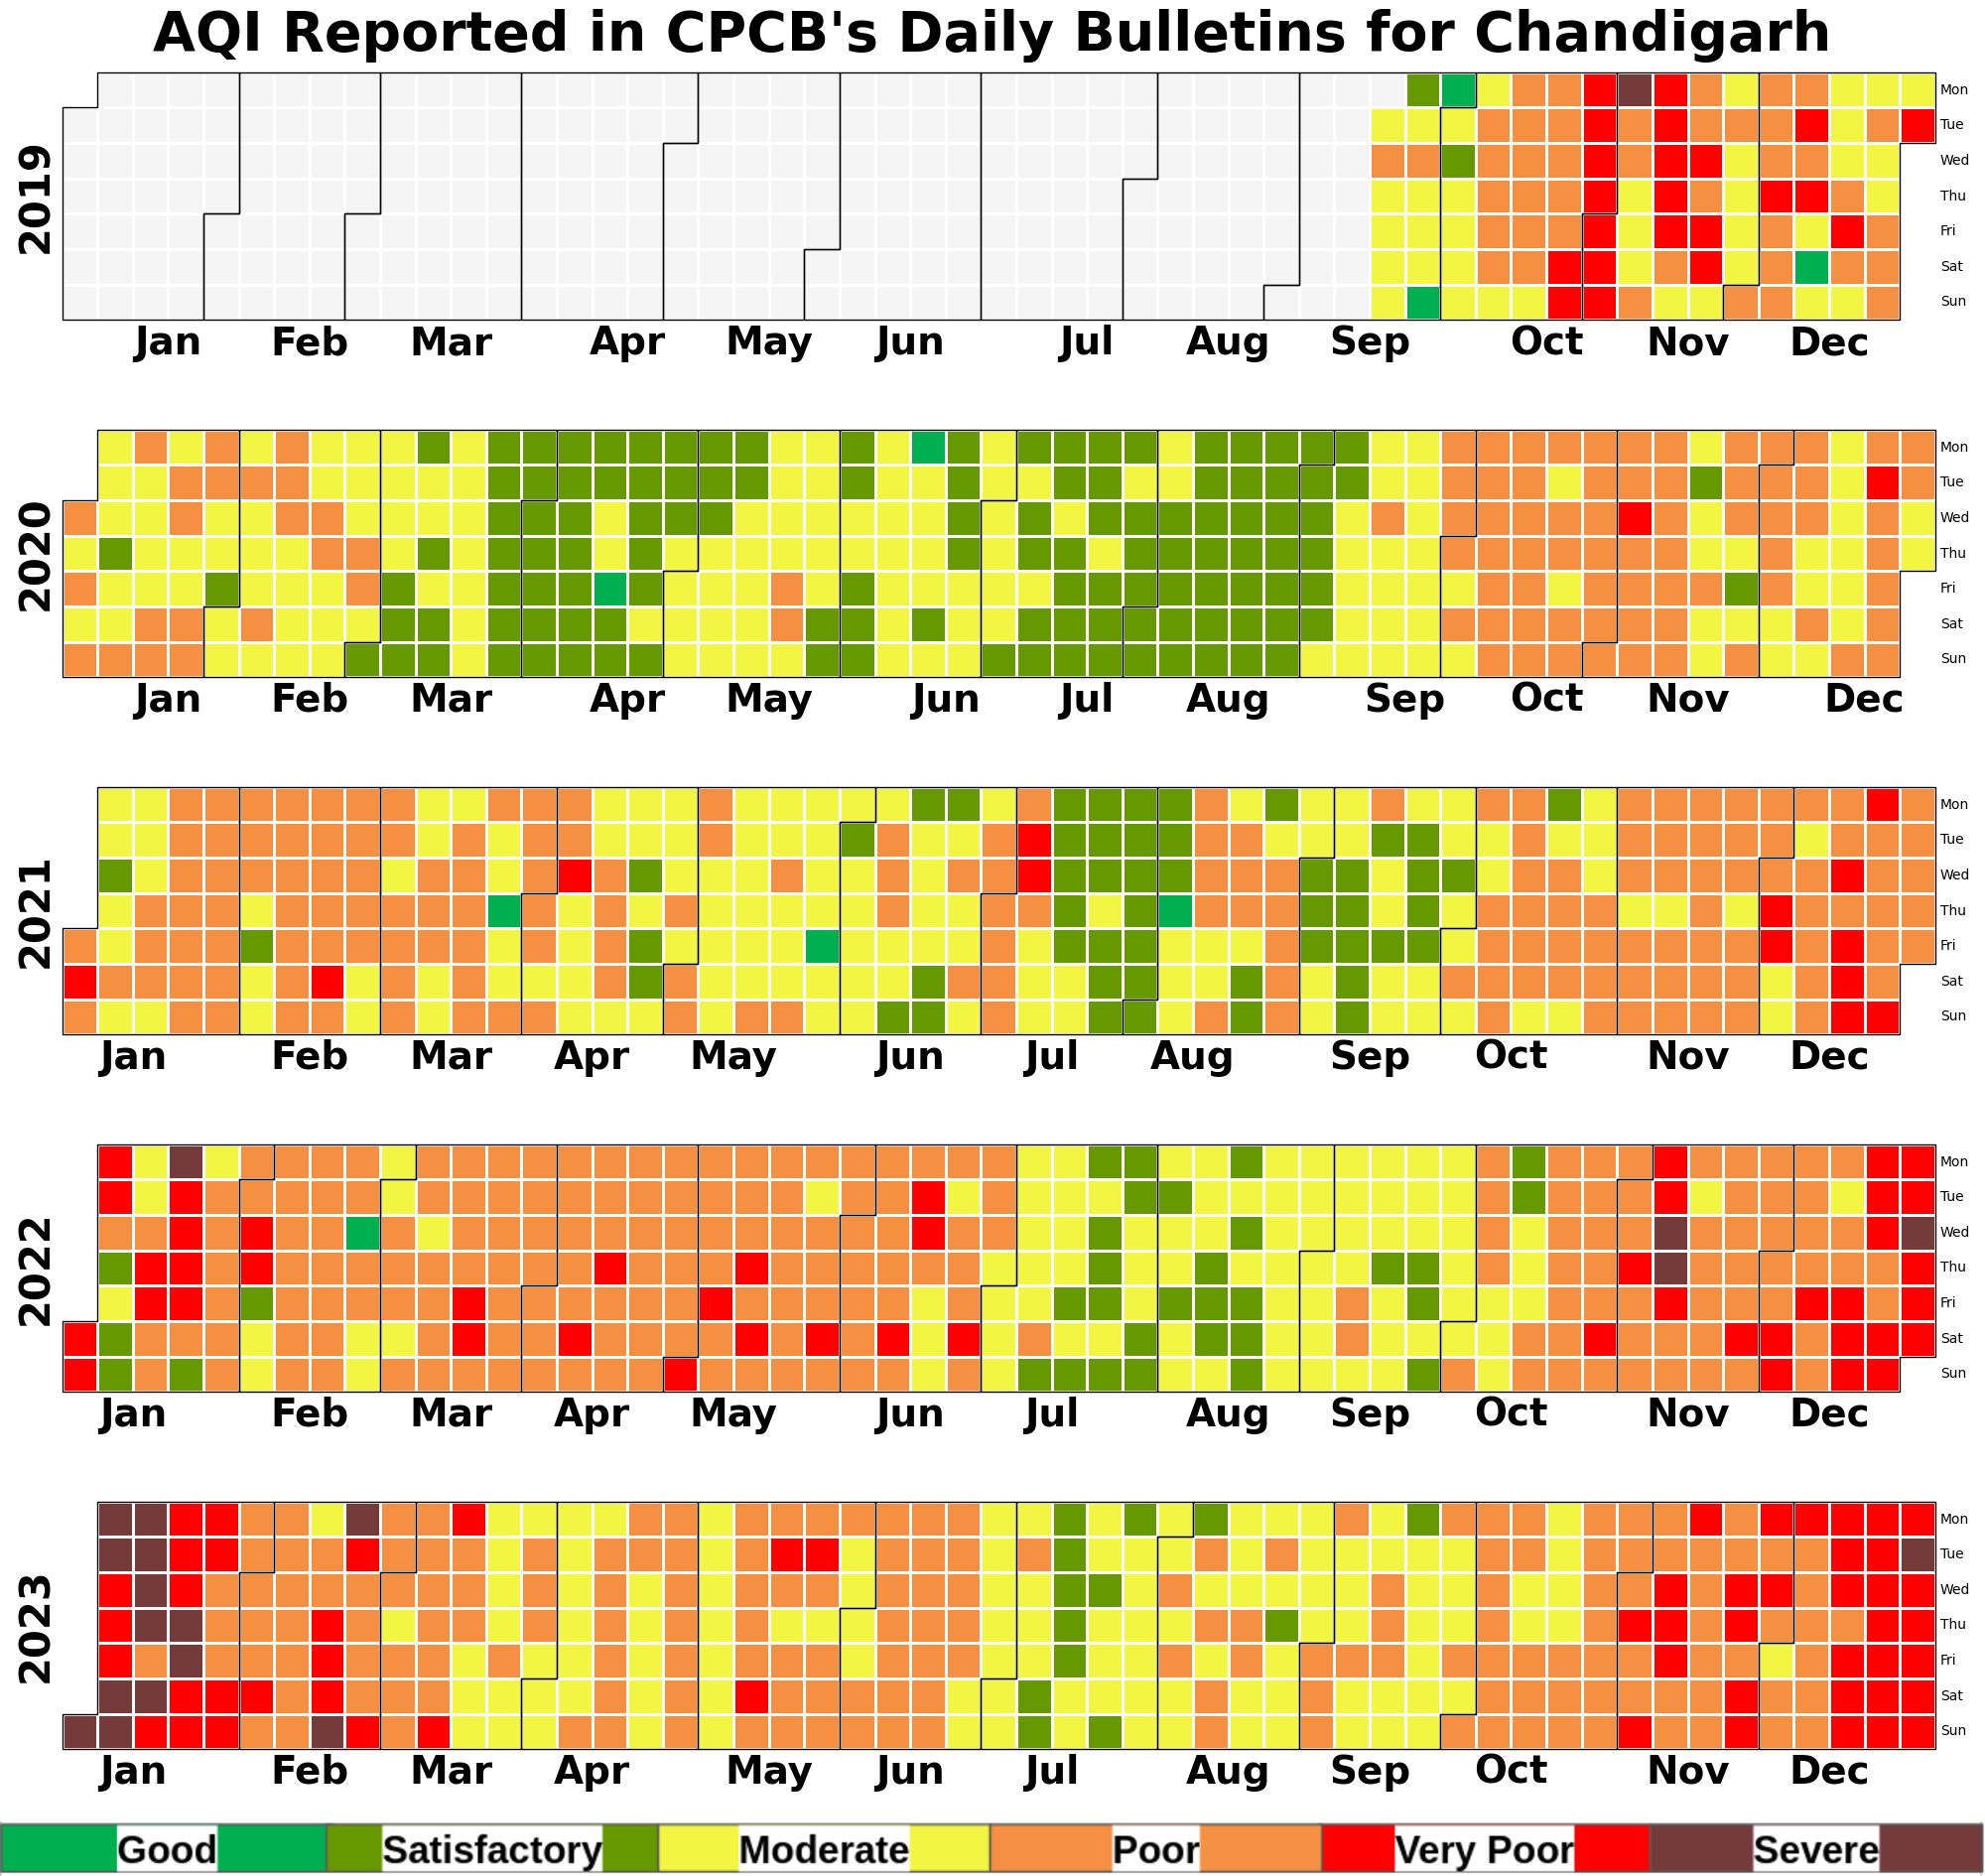 AQI Reported in CPCB's Daily Bulletins for Chandigarh
2019
Mon
Tue
Wed
Thu
Fri
Sat
Sun
Jan Feb Mar Apr May Jun Jul Aug Sep Oct Nov Dec
2020
Mon
Tue
Wed
Thu
Fri
Sat
Sun
Jan Feb Mar Apr May Jun Jul Aug Sep Oct Nov Dec
2021
Mon
Tue
Wed
Thu
Fri
Sat
Sun
Jan Feb Mar Apr May Jun Jul Aug Sep Oct Nov Dec
2022
Mon
Tue
Wed
Thu
Fri
Sat
Sun
Jan Feb Mar Apr May Jun Jul Aug Sep Oct Nov Dec
2023
Mon
Tue
Wed
Thu
Fri
Sat
Sun
Jan Feb Mar Apr May Jun Jul Aug Sep Oct Nov Dec
Good Satisfactory Moderate Poor Very Poor Severe